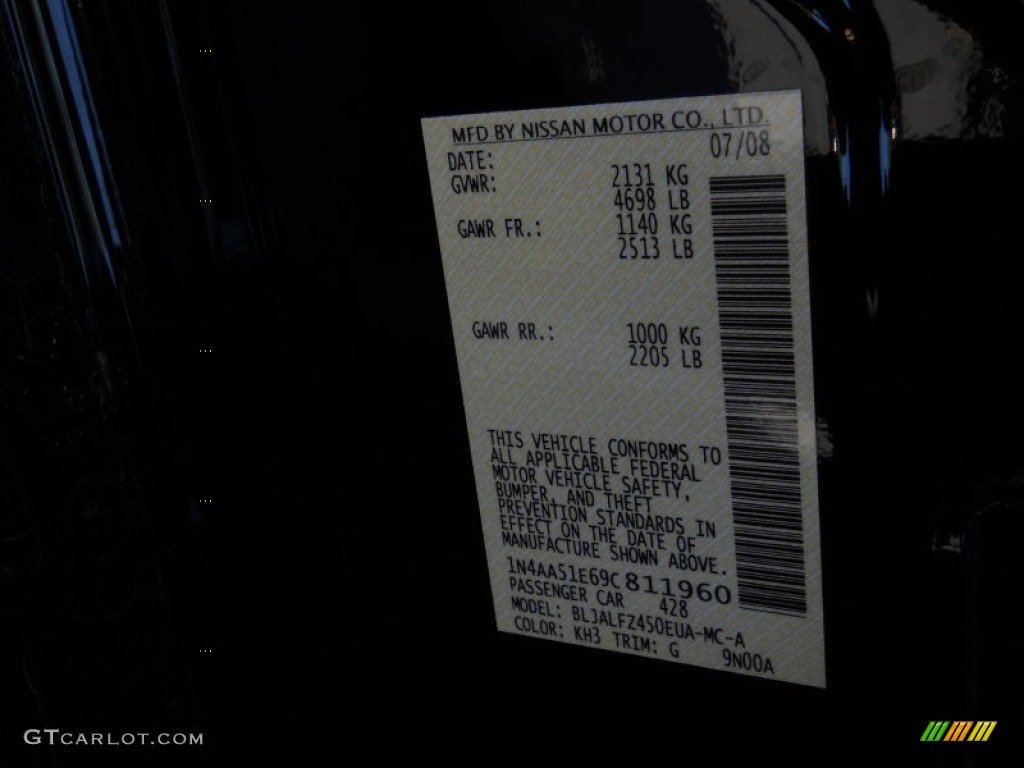 MFD BY NISSAN MOTOR CO., LTD.
DATE: 07/08
GVWR: 2131 KG
4698 LB
GAWR FR.: 1140 KG
2513 LB
GAWR RR.: 1000 KG
2205 LB
THIS VEHICLE CONFORMS TO
ALL APPLICABLE FEDERAL
MOTOR VEHICLE SAFETY,
BUMPER, AND THEFT
PREVENTION STANDARDS IN
EFFECT ON THE DATE OF
MANUFACTURE SHOWN ABOVE.
1N4AA51E69C811960
PASSENGER CAR 428
MODEL: BLJALFZ450EUA-MC-A
COLOR: KH3 TRIM: G 9N00A
GTCARLOT.COM